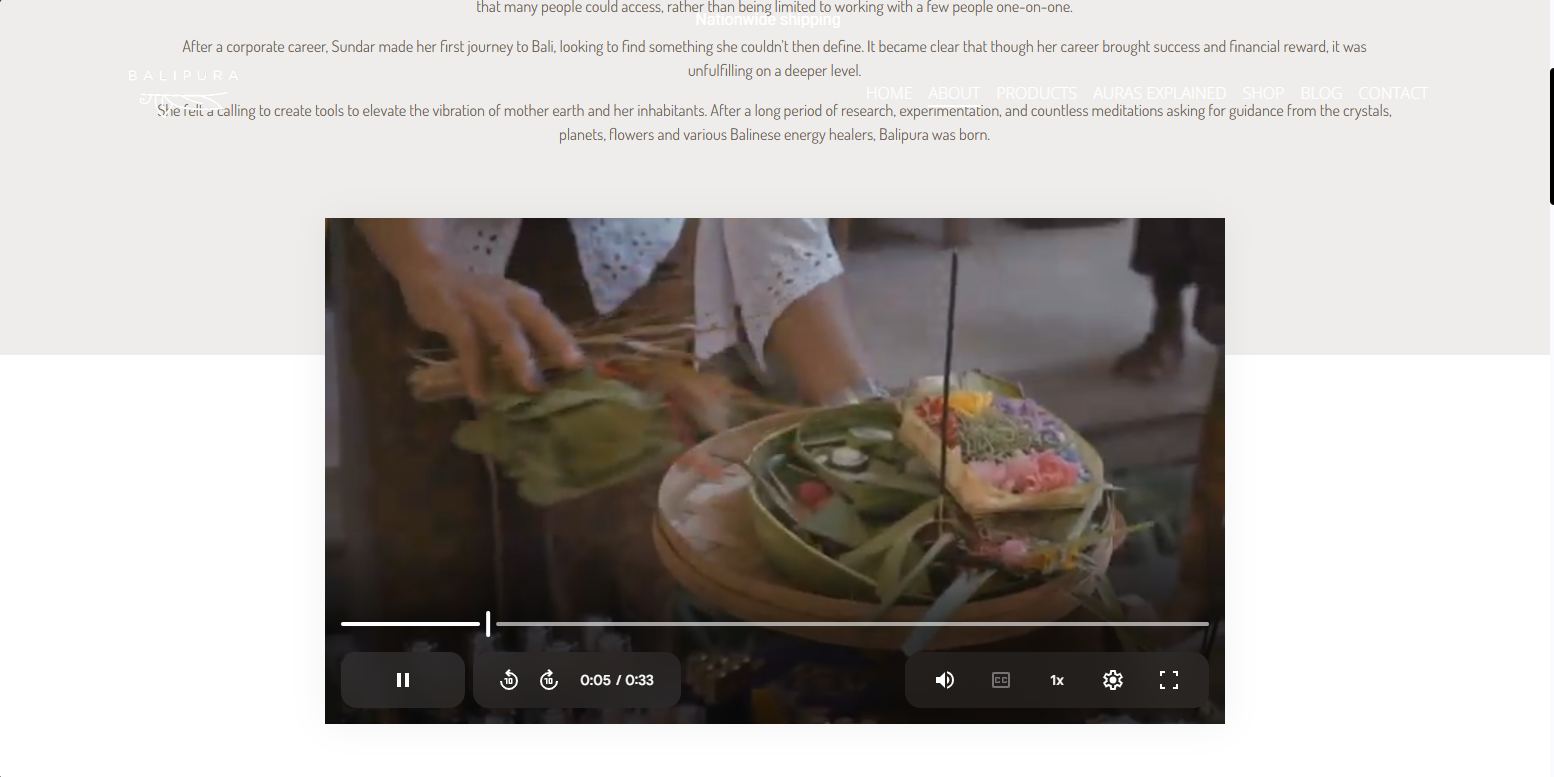 that many people could access, rather than being limited to working with a few people one-on-one.
Nationwide shipping
After a corporate career, Sundar made her first journey to Bali, looking to find something she couldn't then define. It became clear that though her career brought success and financial reward, it was
unfulfilling on a deeper level.
BALIPURA
HOME ABOUT PRODUCTS AURAS EXPLAINED SHOP BLOG CONTACT
She felt a calling to create tools to elevate the vibration of mother earth and her inhabitants. After a long period of research, experimentation, and countless meditations asking for guidance from the crystals,
planets, flowers and various Balinese energy healers, Balipura was born.
10 10 0:05 / 0:33 CC 1x